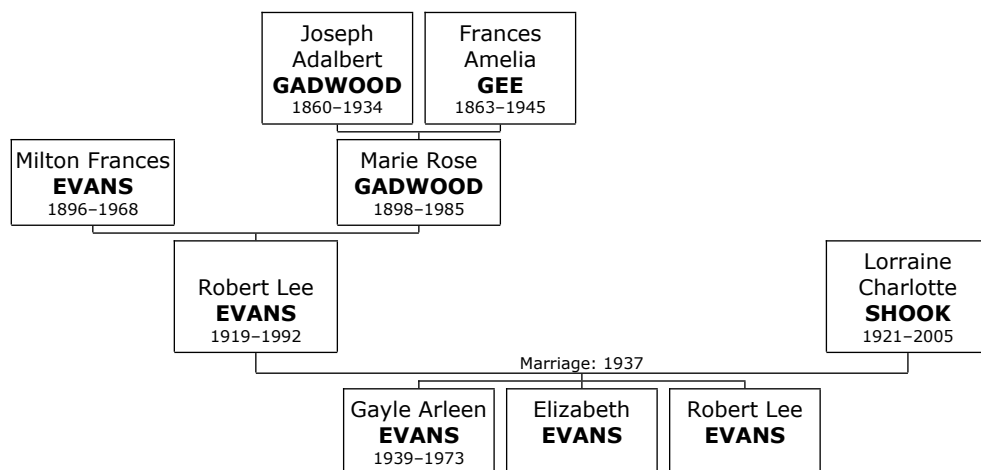 Joseph
Adalbert
GADWOOD
1860–1934
Frances
Amelia
GEE
1863–1945
Milton Frances
EVANS
1896–1968
Marie Rose
GADWOOD
1898–1985
Robert Lee
EVANS
1919–1992
Lorraine
Charlotte
SHOOK
1921–2005
Marriage: 1937
Gayle Arleen
EVANS
1939–1973
Elizabeth
EVANS
Robert Lee
EVANS